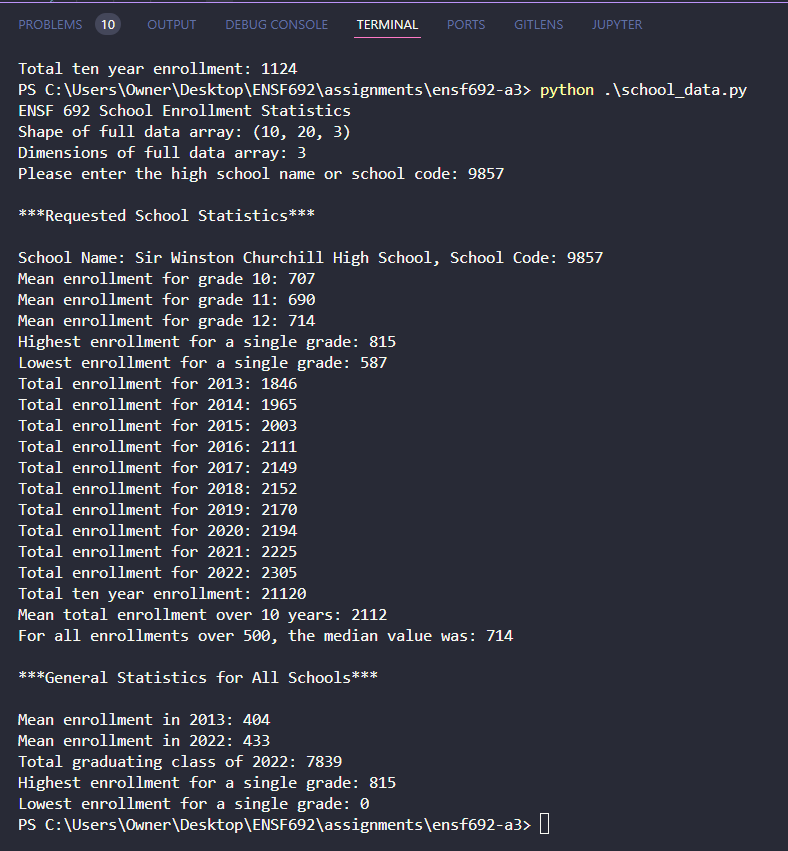 PROBLEMS 10 OUTPUT DEBUG CONSOLE TERMINAL PORTS GITLENS JUPYTER
Total ten year enrollment: 1124
PS C:\Users\Owner\Desktop\ENSF692\assignments\ensf692-a3> python .\school_data.py
ENSF 692 School Enrollment Statistics
Shape of full data array: (10, 20, 3)
Dimensions of full data array: 3
Please enter the high school name or school code: 9857
***Requested School Statistics***
School Name: Sir Winston Churchill High School, School Code: 9857
Mean enrollment for grade 10: 707
Mean enrollment for grade 11: 690
Mean enrollment for grade 12: 714
Highest enrollment for a single grade: 815
Lowest enrollment for a single grade: 587
Total enrollment for 2013: 1846
Total enrollment for 2014: 1965
Total enrollment for 2015: 2003
Total enrollment for 2016: 2111
Total enrollment for 2017: 2149
Total enrollment for 2018: 2152
Total enrollment for 2019: 2170
Total enrollment for 2020: 2194
Total enrollment for 2021: 2225
Total enrollment for 2022: 2305
Total ten year enrollment: 21120
Mean total enrollment over 10 years: 2112
For all enrollments over 500, the median value was: 714
***General Statistics for All Schools***
Mean enrollment in 2013: 404
Mean enrollment in 2022: 433
Total graduating class of 2022: 7839
Highest enrollment for a single grade: 815
Lowest enrollment for a single grade: 0
PS C:\Users\Owner\Desktop\ENSF692\assignments\ensf692-a3>